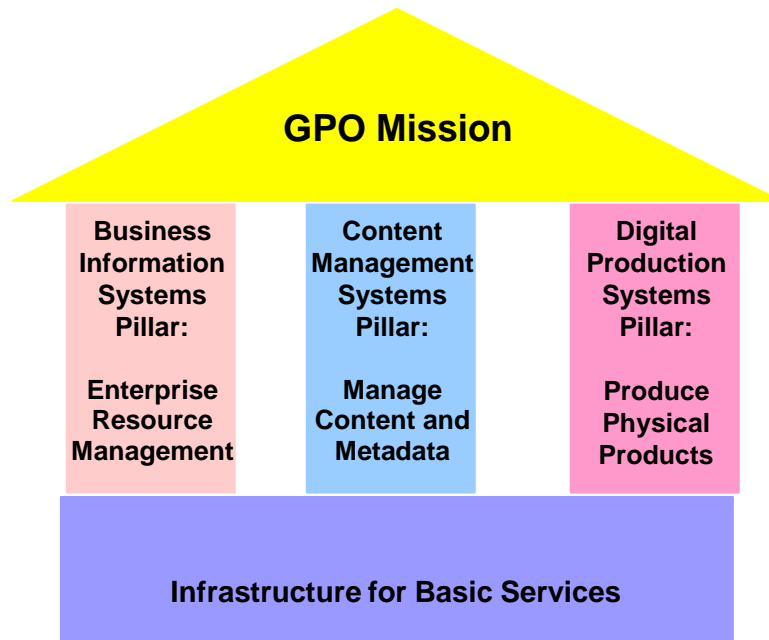 GPO Mission
Business
Information
Systems
Pillar:
Enterprise
Resource
Management
Content
Management
Systems
Pillar:
Manage
Content and
Metadata
Digital
Production
Systems
Pillar:
Produce
Physical
Products
Infrastructure for Basic Services